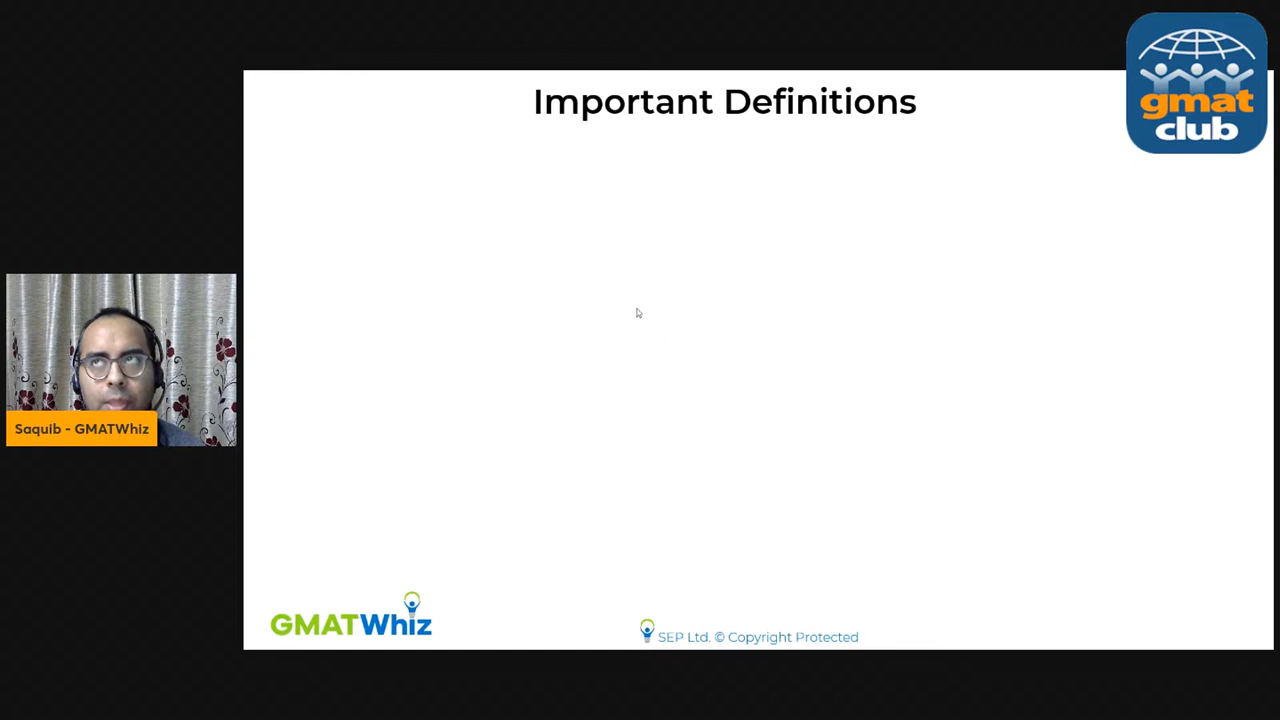 Important Definitions
gmat
club
Saquib - GMATWhiz
GMATWhiz
SEP Ltd. © Copyright Protected